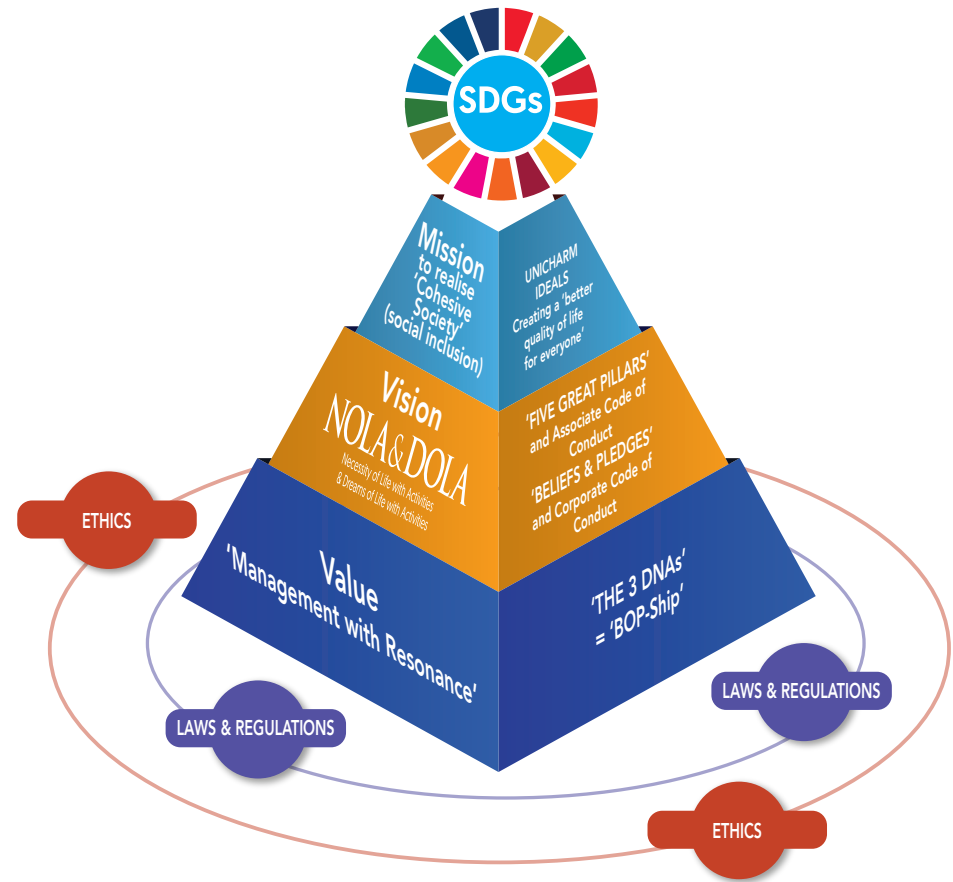 SDGs
Mission
to realise
'Cohesive
Society'
(social inclusion)
UNICHARM
IDEALS
Creating a 'better
quality of life
for everyone'
Vision
NOLA&DOLA
Necessity of Life with Activities
& Dreams of Life with Activities
'FIVE GREAT PILLARS'
and Associate Code of
Conduct
'BELIEFS & PLEDGES'
and Corporate Code of
Conduct
ETHICS
Value
'Management with Resonance'
'THE 3 DNAs'
= 'BOP-Ship'
LAWS & REGULATIONS
LAWS & REGULATIONS
ETHICS